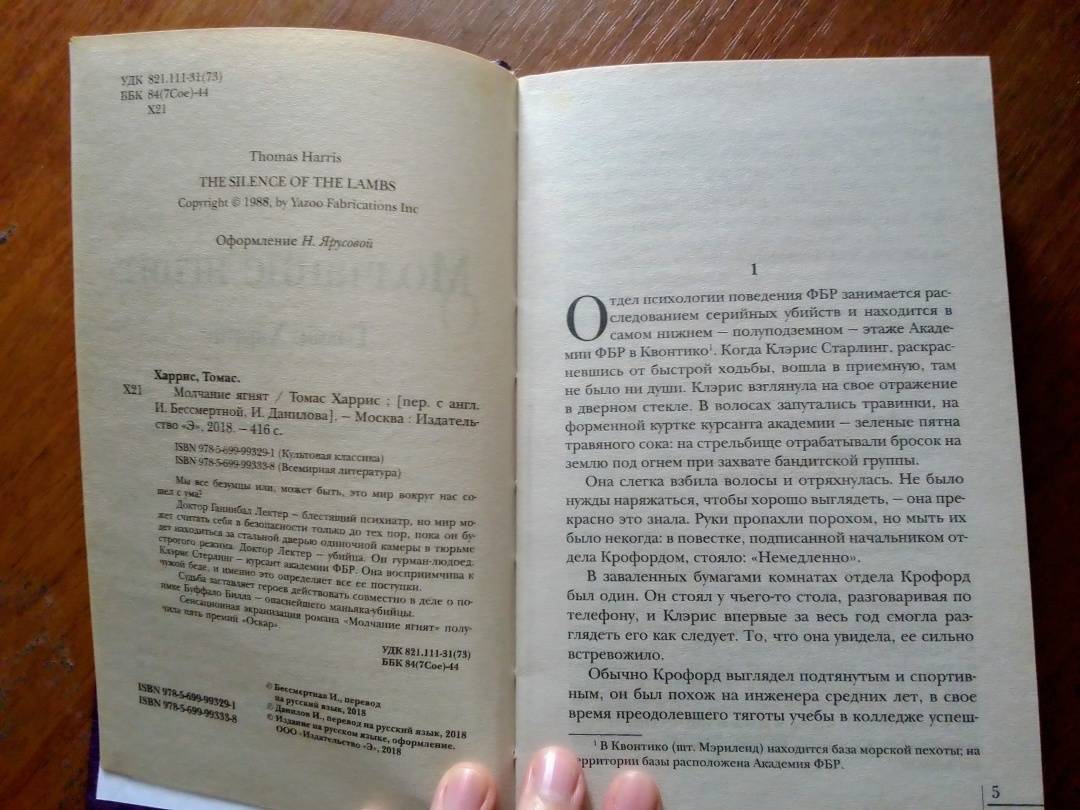 УДК 821.111-31(73)
ББК 84(7Сое)-44
Х21
Thomas Harris
THE SILENCE OF THE LAMBS
Copyright © 1988, by Yazoo Fabrications Inc
Оформление Н. Ярусовой
Харрис, Томас.
Х21
Молчание ягнят / Томас Харрис ; [пер. с англ.
И. Бессмертной, И. Данилова]. – Москва : Издатель-
ство «Э», 2018. – 416 с.
ISBN 978-5-699-99329-1 (Культовая классика)
ISBN 978-5-699-99333-8 (Всемирная литература)
Мы все безумцы или, может быть, это мир вокруг нас со-
шел с ума?
Доктор Ганнибал Лектер – блестящий психиатр, но мир мо-
жет считать себя в безопасности только до тех пор, пока он бу-
дет находиться за стальной дверью одиночной камеры в тюрьме
строгого режима. Доктор Лектер – убийца. Он гурман-людоед.
Клэрис Стерлинг – курсант академии ФБР. Она восприимчива к
чужой беде, и именно это определяет все ее поступки.
Судьба заставляет героев действовать совместно в деле о по-
имке Буффало Билла – опаснейшего маньяка-убийцы.
Сенсационная экранизация романа «Молчание ягнят» полу-
чила пять премий «Оскар».
УДК 821.111-31(73)
ББК 84(7Сое)-44
ISBN 978-5-699-99329-1
ISBN 978-5-699-99333-8
© Бессмертная И., перевод
на русский язык, 2018
© Данилов И., перевод на русский язык, 2018
© Издание на русском языке, оформление.
ООО «Издательство «Э», 2018
1
Отдел психологии поведения ФБР занимается рас-
следованием серийных убийств и находится в
самом нижнем – полуподземном – этаже Акаде-
мии ФБР в Квонтико¹. Когда Клэрис Старлинг, раскрас-
невшись от быстрой ходьбы, вошла в приемную, там
не было ни души. Клэрис взглянула на свое отражение
в дверном стекле. В волосах запутались травинки, на
форменной куртке курсанта академии – зеленые пятна
травяного сока: на стрельбище отрабатывали бросок на
землю под огнем при захвате бандитской группы.
Она слегка взбила волосы и отряхнулась. Не было
нужды наряжаться, чтобы хорошо выглядеть, – она пре-
красно это знала. Руки пропахли порохом, но мыть их
было некогда: в повестке, подписанной начальником от-
дела Крофордом, стояло: «Немедленно».
В заваленных бумагами комнатах отдела Крофорд
был один. Он стоял у чьего-то стола, разговаривая по
телефону, и Клэрис впервые за весь год смогла раз-
глядеть его как следует. То, что она увидела, ее сильно
встревожило.
Обычно Крофорд выглядел подтянутым и спортив-
ным, он был похож на инженера средних лет, в свое
время преодолевшего тяготы учебы в колледже успеш-
¹ В Квонтико (шт. Мэриленд) находится база морской пехоты; на
территории базы расположена Академия ФБР.
5